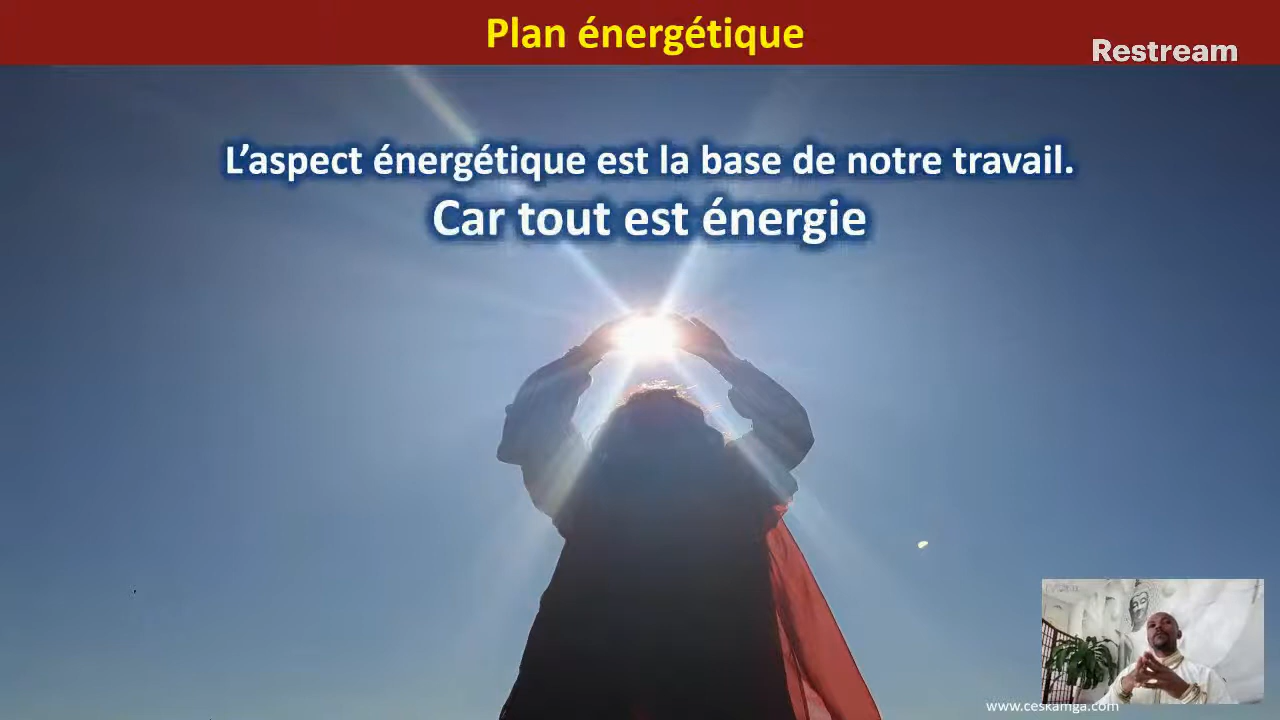 Plan énergétique
Restream
L’aspect énergétique est la base de notre travail.
Car tout est énergie
www.ceskamga.com